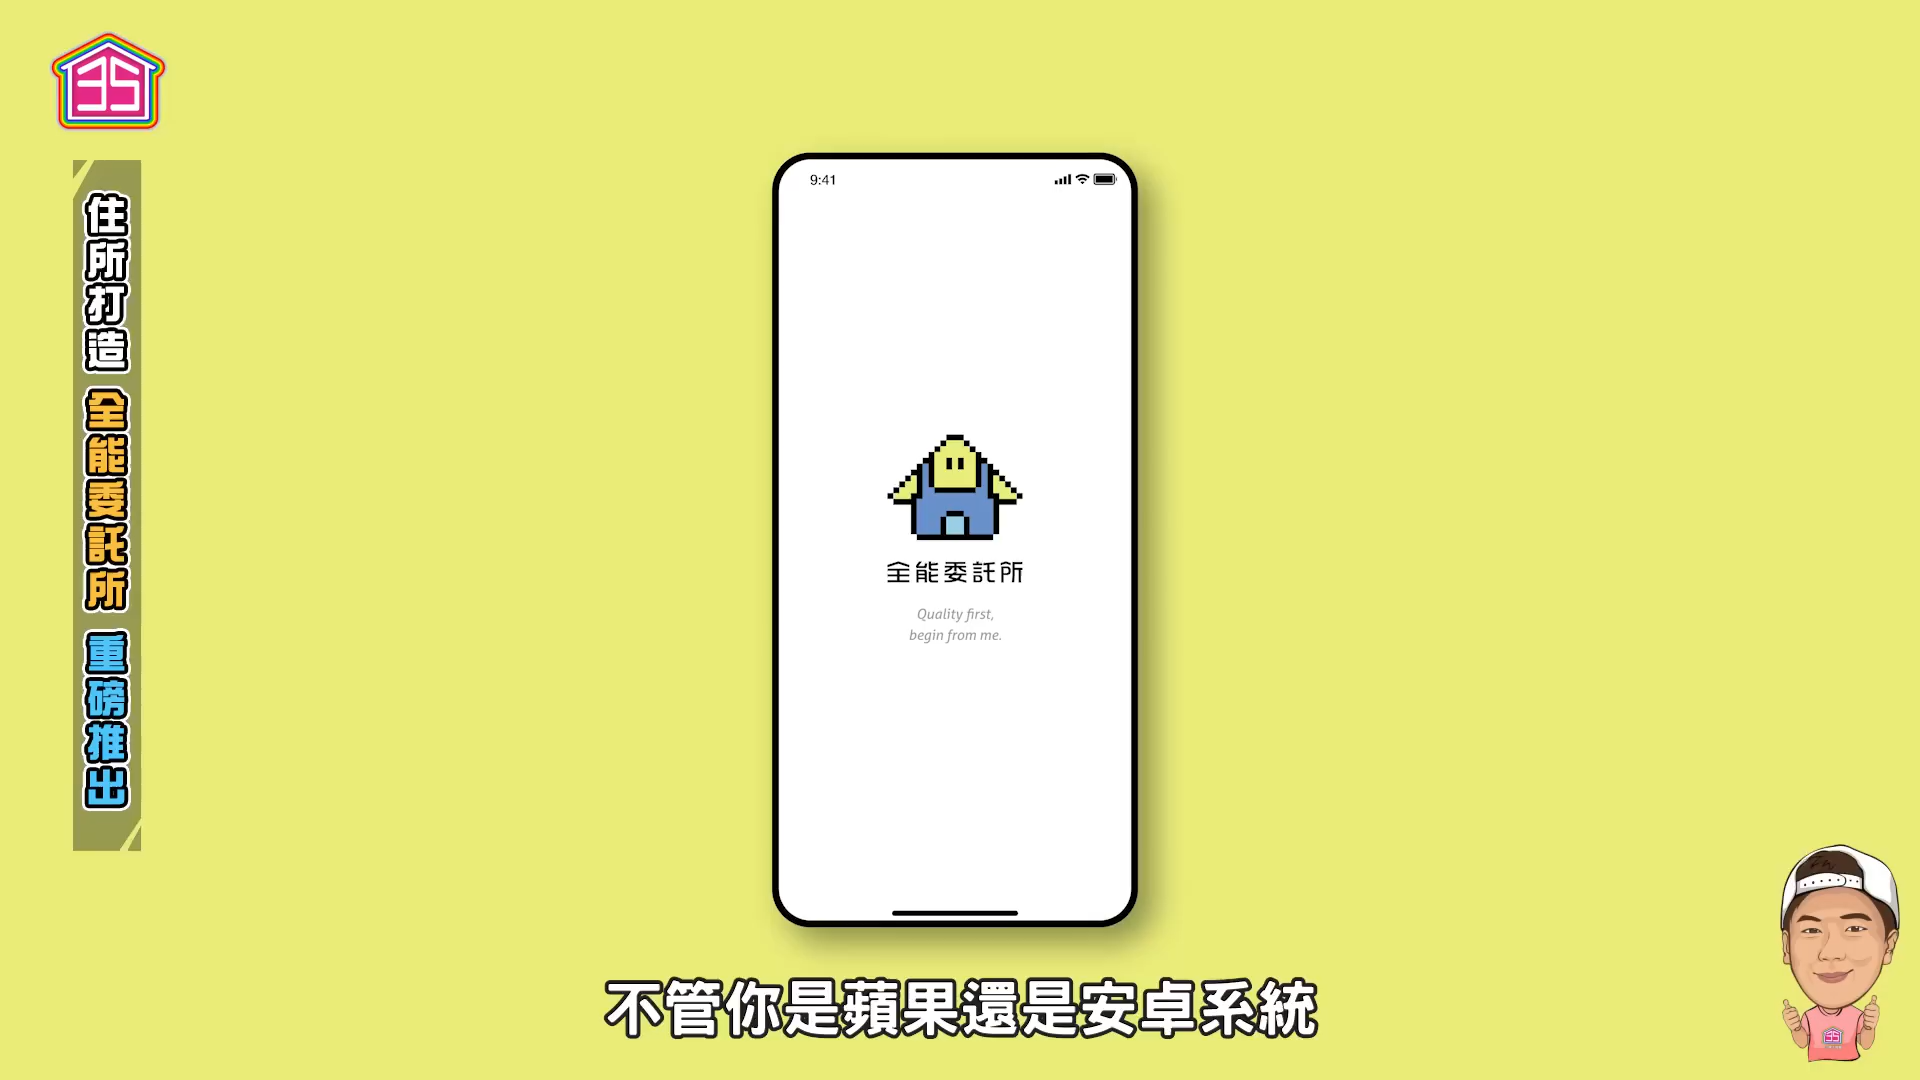 35
住所打造 全能委託所 重磅推出
9:41
全能委託所
Quality first,
begin from me.
不管你是蘋果還是安卓系統